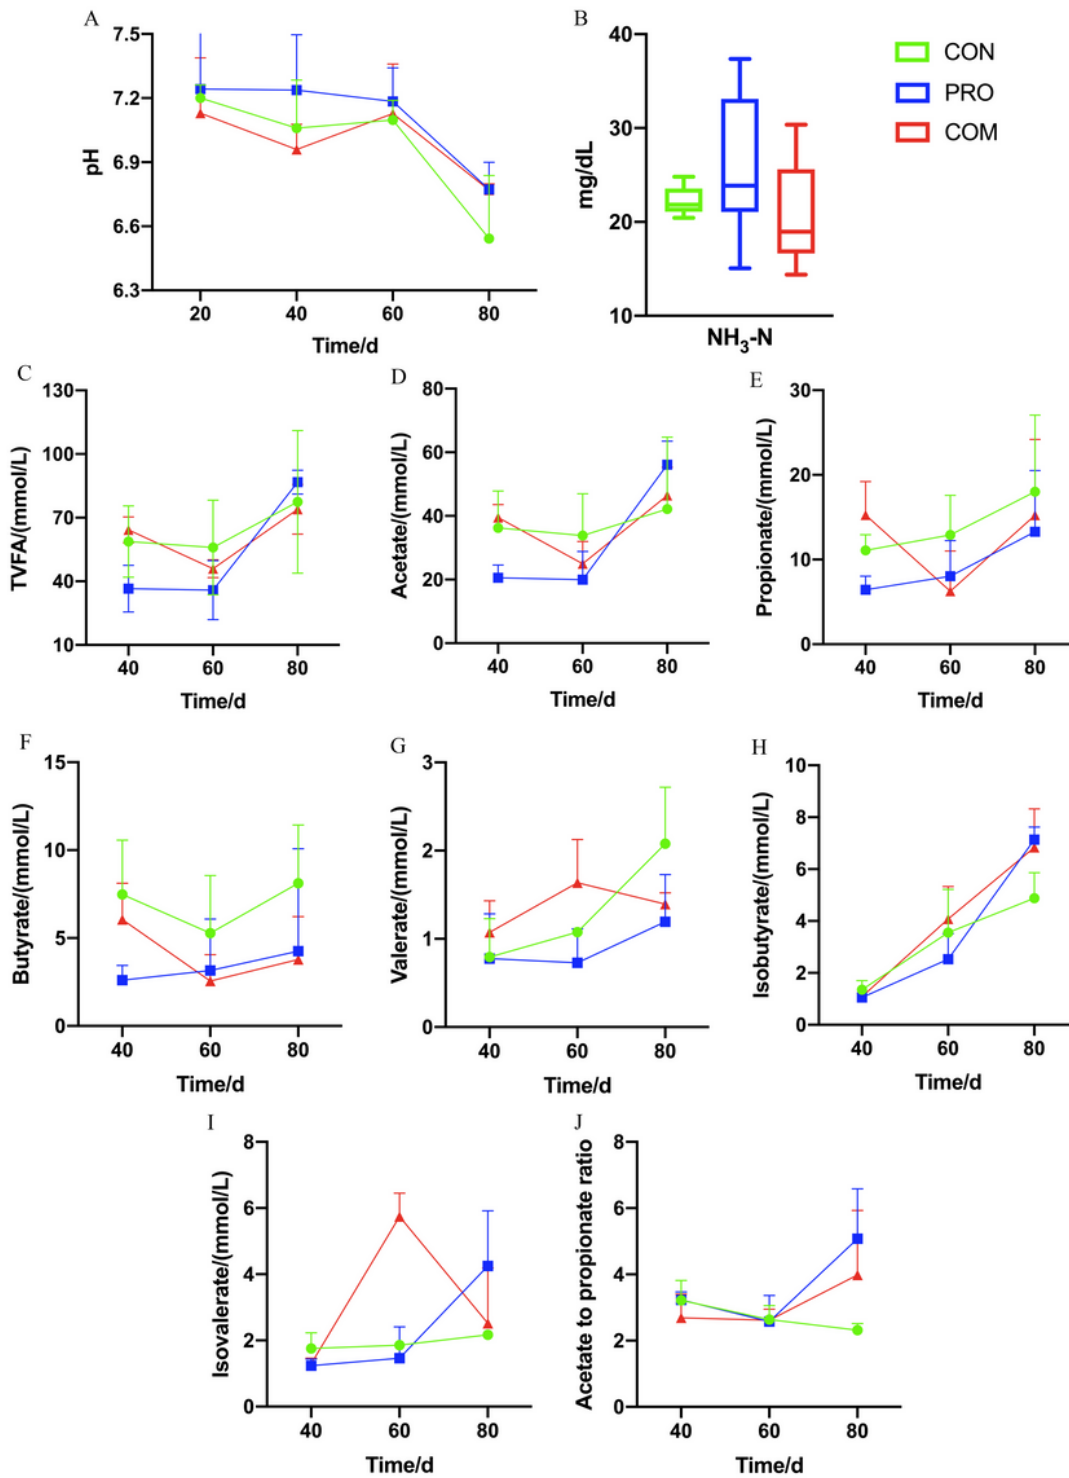 A
pH
7.5
7.2
6.9
6.6
6.3
20 40 60 80
Time/d
B
mg/dL
40
30
20
10
NH3-N
CON
PRO
COM
C
TVFA/(mmol/L)
130
100
70
40
10
40 60 80
Time/d
D
Acetate/(mmol/L)
80
60
40
20
0
40 60 80
Time/d
E
Propionate/(mmol/L)
30
20
10
0
40 60 80
Time/d
F
Butyrate/(mmol/L)
15
10
5
0
40 60 80
Time/d
G
Valerate/(mmol/L)
3
2
1
0
40 60 80
Time/d
H
Isobutyrate/(mmol/L)
10
8
6
4
2
0
40 60 80
Time/d
I
Isovalerate/(mmol/L)
8
6
4
2
0
40 60 80
Time/d
J
Acetate to propionate ratio
8
6
4
2
0
40 60 80
Time/d